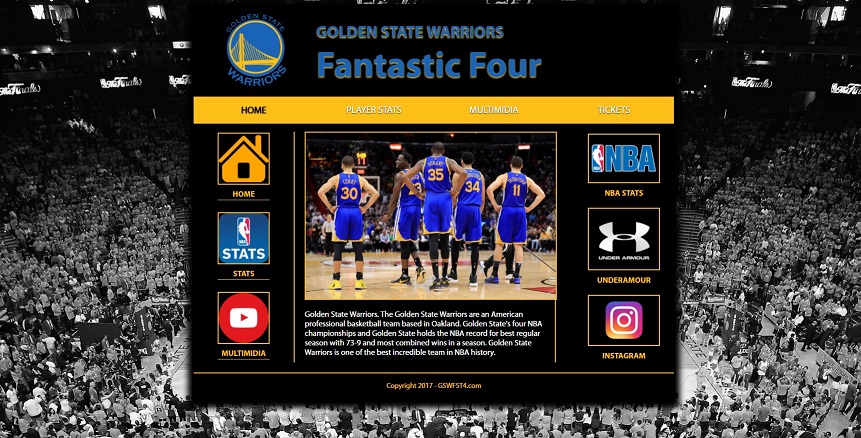 GOLDEN STATE
WARRIORS
GOLDEN STATE WARRIORS
Fantastic Four
HOME PLAYER STATS MULTIMIDIA TICKETS
HOME
STATS
STATS
MULTIMIDIA
30
35
34
11
Golden State Warriors. The Golden State Warriors are an American
professional basketball team based in Oakland. Golden State's four NBA
championships and Golden State holds the NBA record for best regular
season with 73-9 and most combined wins in a season. Golden State
Warriors is one of the best incredible team in NBA history.
NBA
NBA STATS
UNDER ARMOUR
UNDEARMOUR
INSTAGRAM
Copyright 2017 - GSWFST4.com